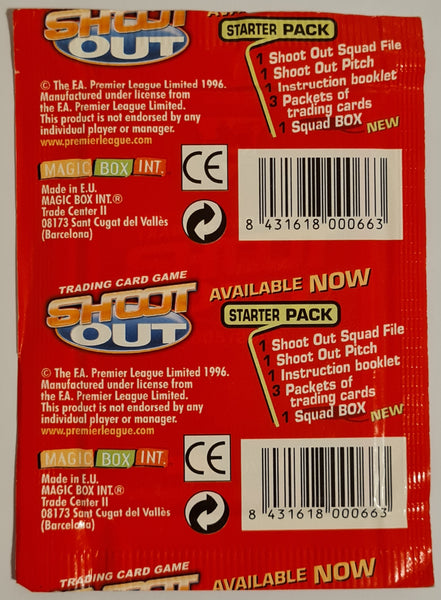 SHOOT
OUT
STARTER PACK
1 Shoot Out Squad File
1 Shoot Out Pitch
1 Instruction booklet
3 Packets of
trading cards
1 Squad BOX NEW
© The F.A. Premier League Limited 1996.
Manufactured under license from
the F.A. Premier League Limited.
This product is not endorsed by any
individual player or manager.
www.premierleague.com
MAGIC BOX INT.
Made in E.U.
MAGIC BOX INT.®
Trade Center II
08173 Sant Cugat del Vallès
(Barcelona)
CE
8 431618 000663
TRADING CARD GAME
SHOOT
OUT
AVAILABLE NOW
STARTER PACK
1 Shoot Out Squad File
1 Shoot Out Pitch
1 Instruction booklet
3 Packets of
trading cards
1 Squad BOX NEW
© The F.A. Premier League Limited 1996.
Manufactured under license from
the F.A. Premier League Limited.
This product is not endorsed by any
individual player or manager.
www.premierleague.com
MAGIC BOX INT.
Made in E.U.
MAGIC BOX INT.®
Trade Center II
08173 Sant Cugat del Vallès
(Barcelona)
CE
8 431618 000663
TRADING CARD GAME
AVAILABLE NOW